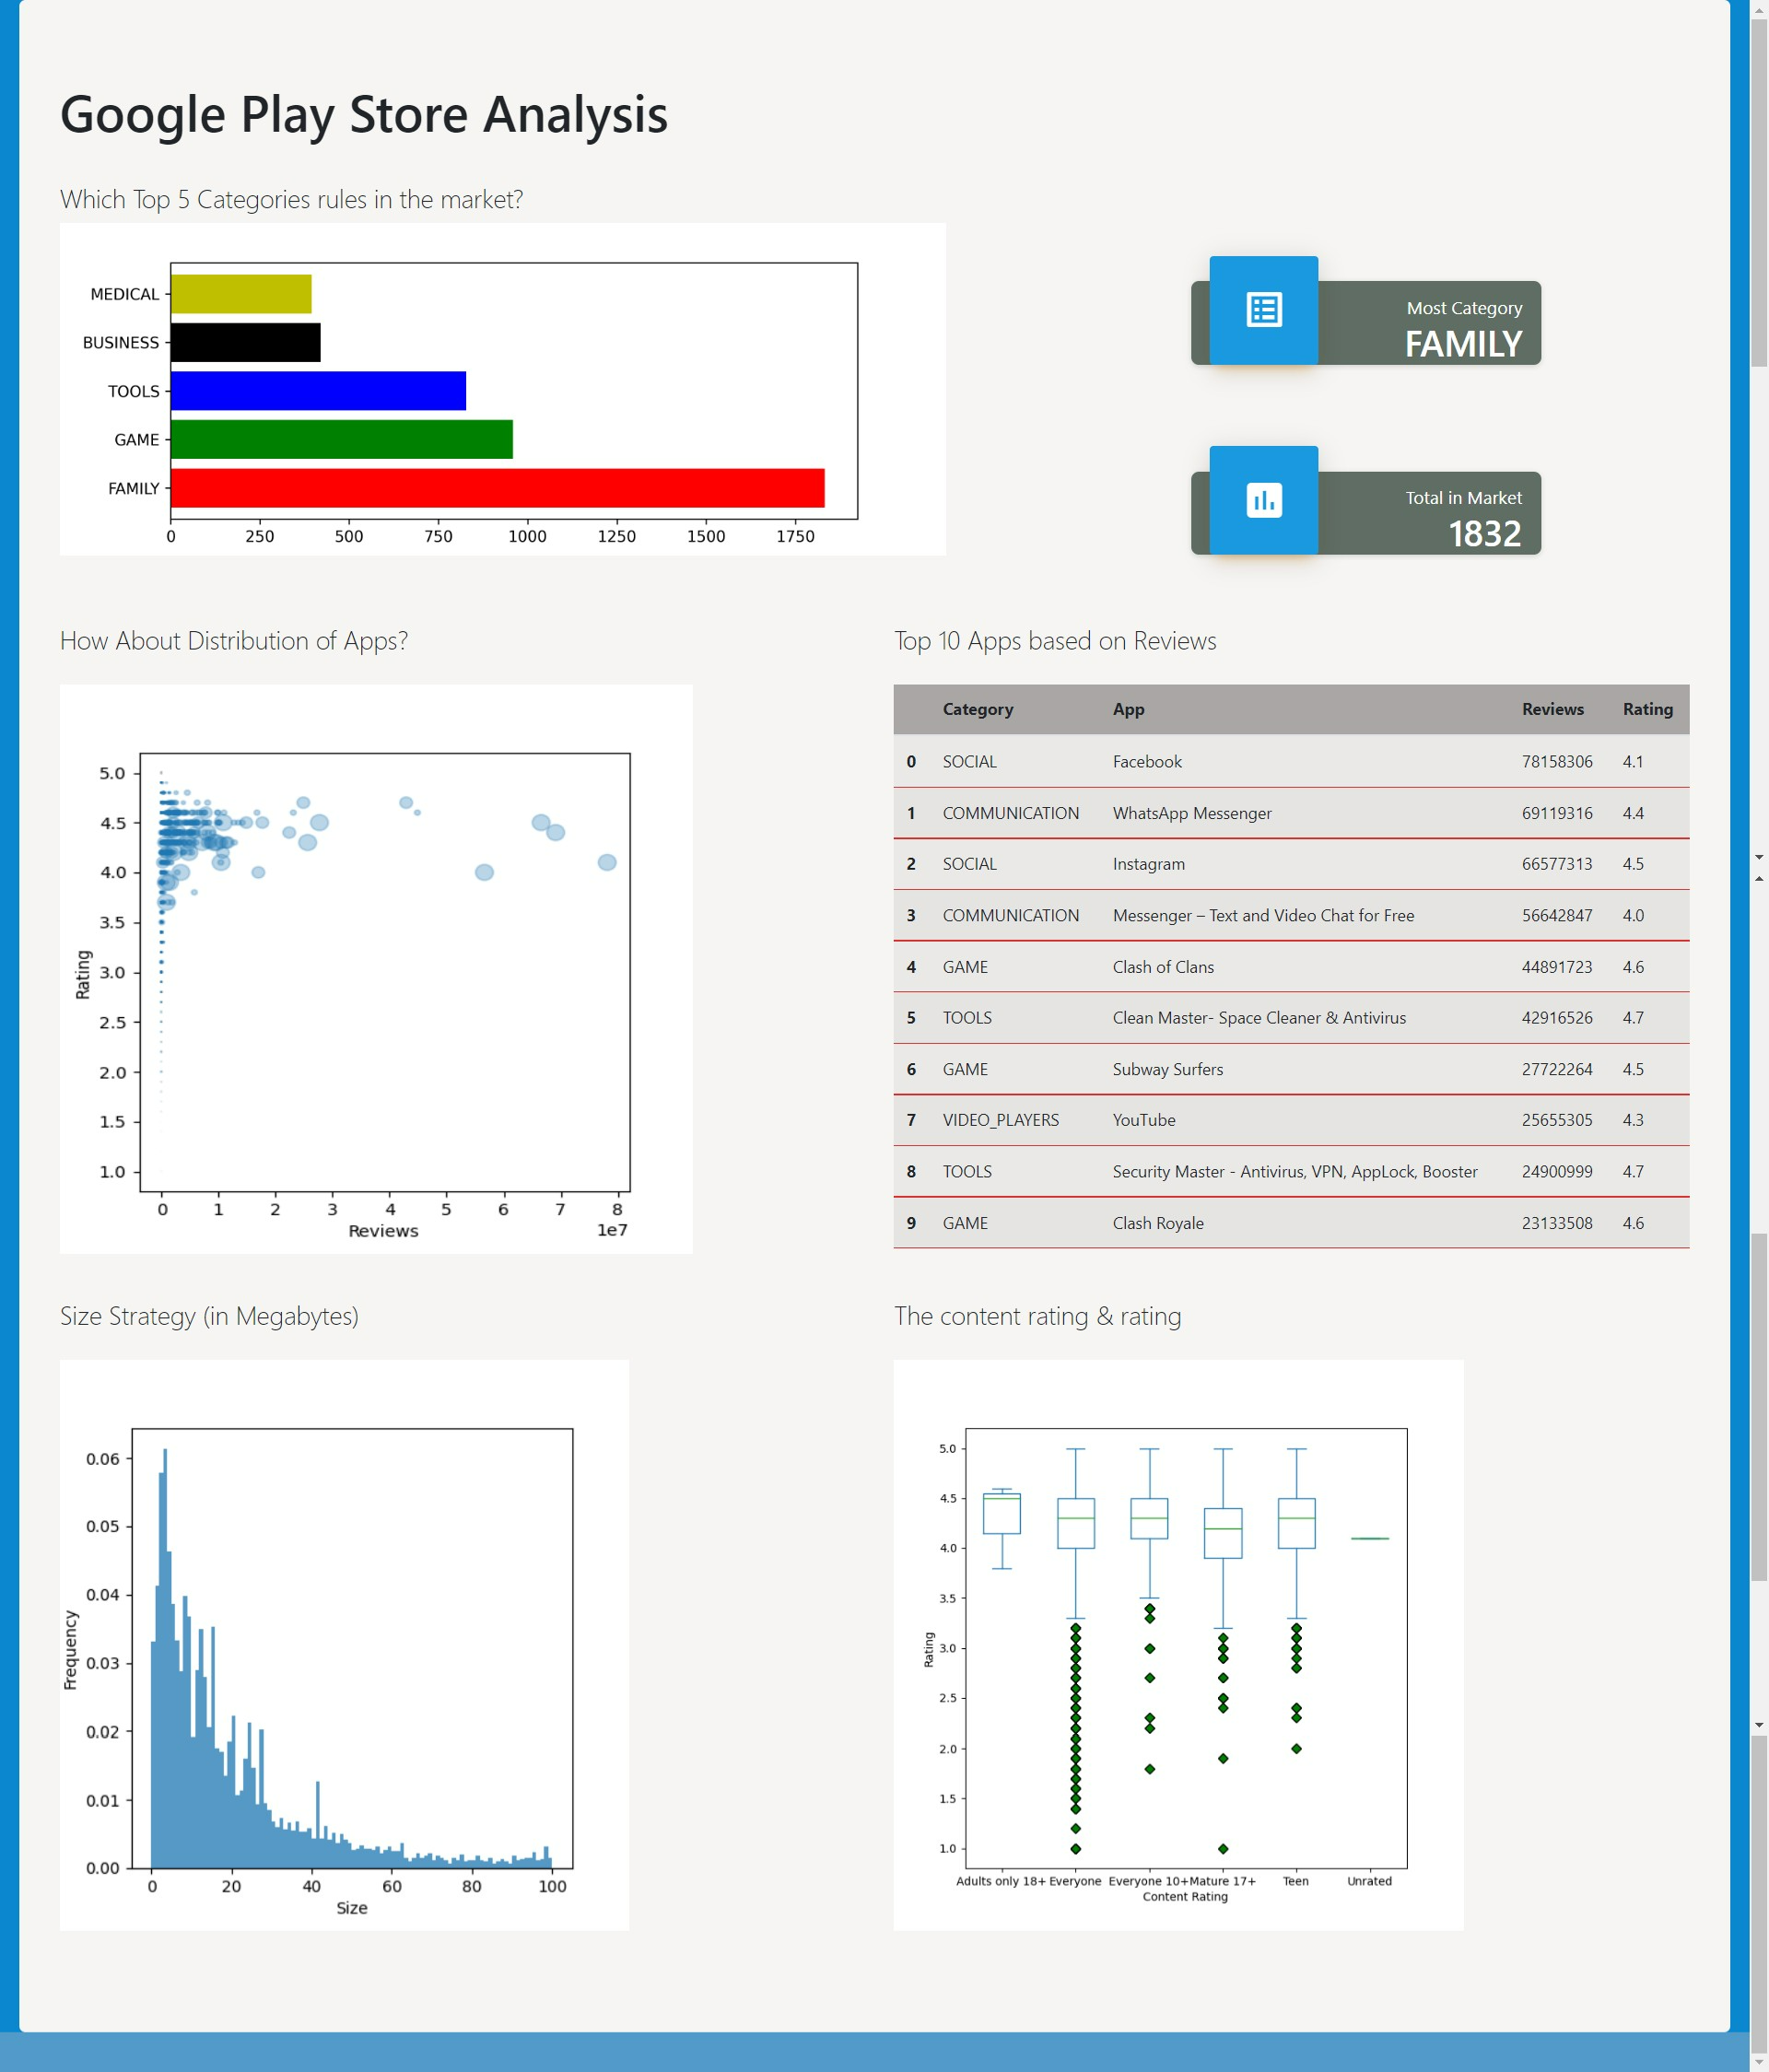 Google Play Store Analysis
Which Top 5 Categories rules in the market?
MEDICAL
BUSINESS
TOOLS
GAME
FAMILY
0 250 500 750 1000 1250 1500 1750
Most Category
FAMILY
Total in Market
1832
How About Distribution of Apps?
5.0
4.5
4.0
3.5
3.0
2.5
2.0
1.5
1.0
Rating
0 1 2 3 4 5 6 7 8
Reviews 1e7
Top 10 Apps based on Reviews
Category App Reviews Rating
0 SOCIAL Facebook 78158306 4.1
1 COMMUNICATION WhatsApp Messenger 69119316 4.4
2 SOCIAL Instagram 66577313 4.5
3 COMMUNICATION Messenger – Text and Video Chat for Free 56642847 4.0
4 GAME Clash of Clans 44891723 4.6
5 TOOLS Clean Master- Space Cleaner & Antivirus 42916526 4.7
6 GAME Subway Surfers 27722264 4.5
7 VIDEO_PLAYERS YouTube 25655305 4.3
8 TOOLS Security Master - Antivirus, VPN, AppLock, Booster 24900999 4.7
9 GAME Clash Royale 23133508 4.6
Size Strategy (in Megabytes)
0.06
0.05
0.04
0.03
0.02
0.01
0.00
Frequency
0 20 40 60 80 100
Size
The content rating & rating
5.0
4.5
4.0
3.5
3.0
2.5
2.0
1.5
1.0
Rating
Adults only 18+ Everyone Everyone 10+ Mature 17+ Teen Unrated
Content Rating